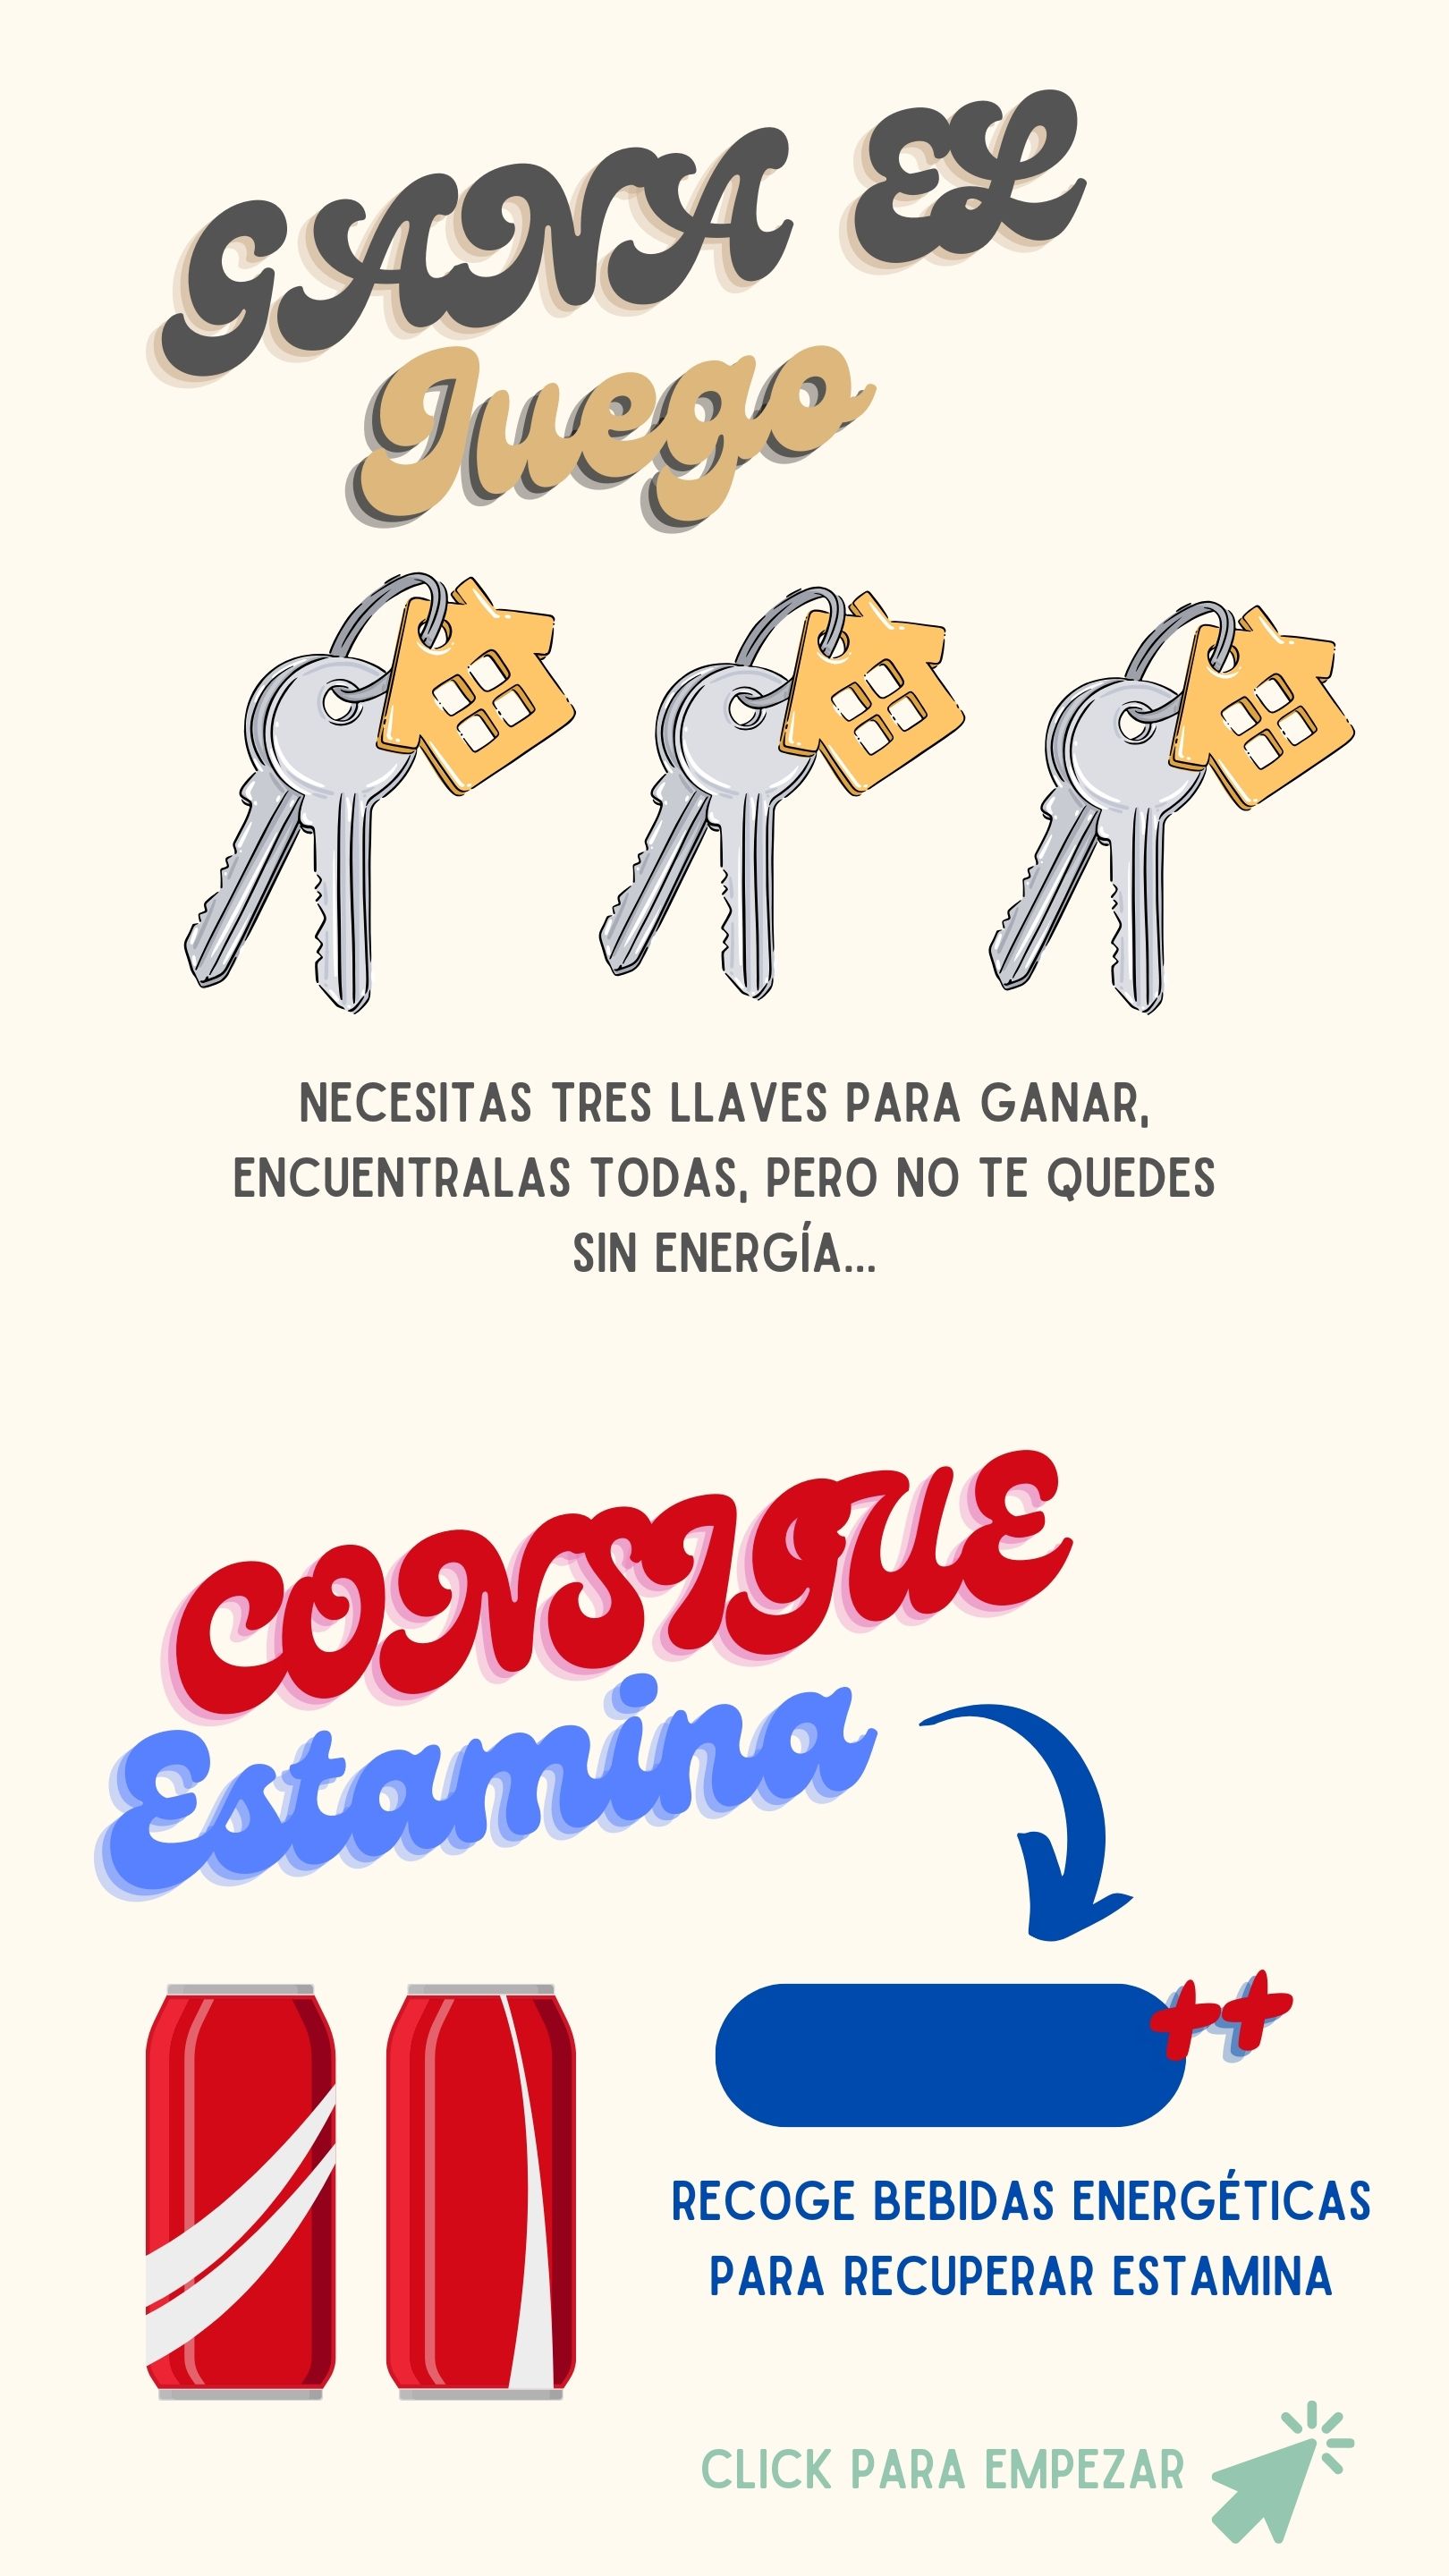 GANA EL
Juego
NECESITAS TRES LLAVES PARA GANAR,
ENCUENTRALAS TODAS, PERO NO TE QUEDES
SIN ENERGÍA...
CONSIGUE
Estamina
++
RECOGE BEBIDAS ENERGÉTICAS
PARA RECUPERAR ESTAMINA
CLICK PARA EMPEZAR